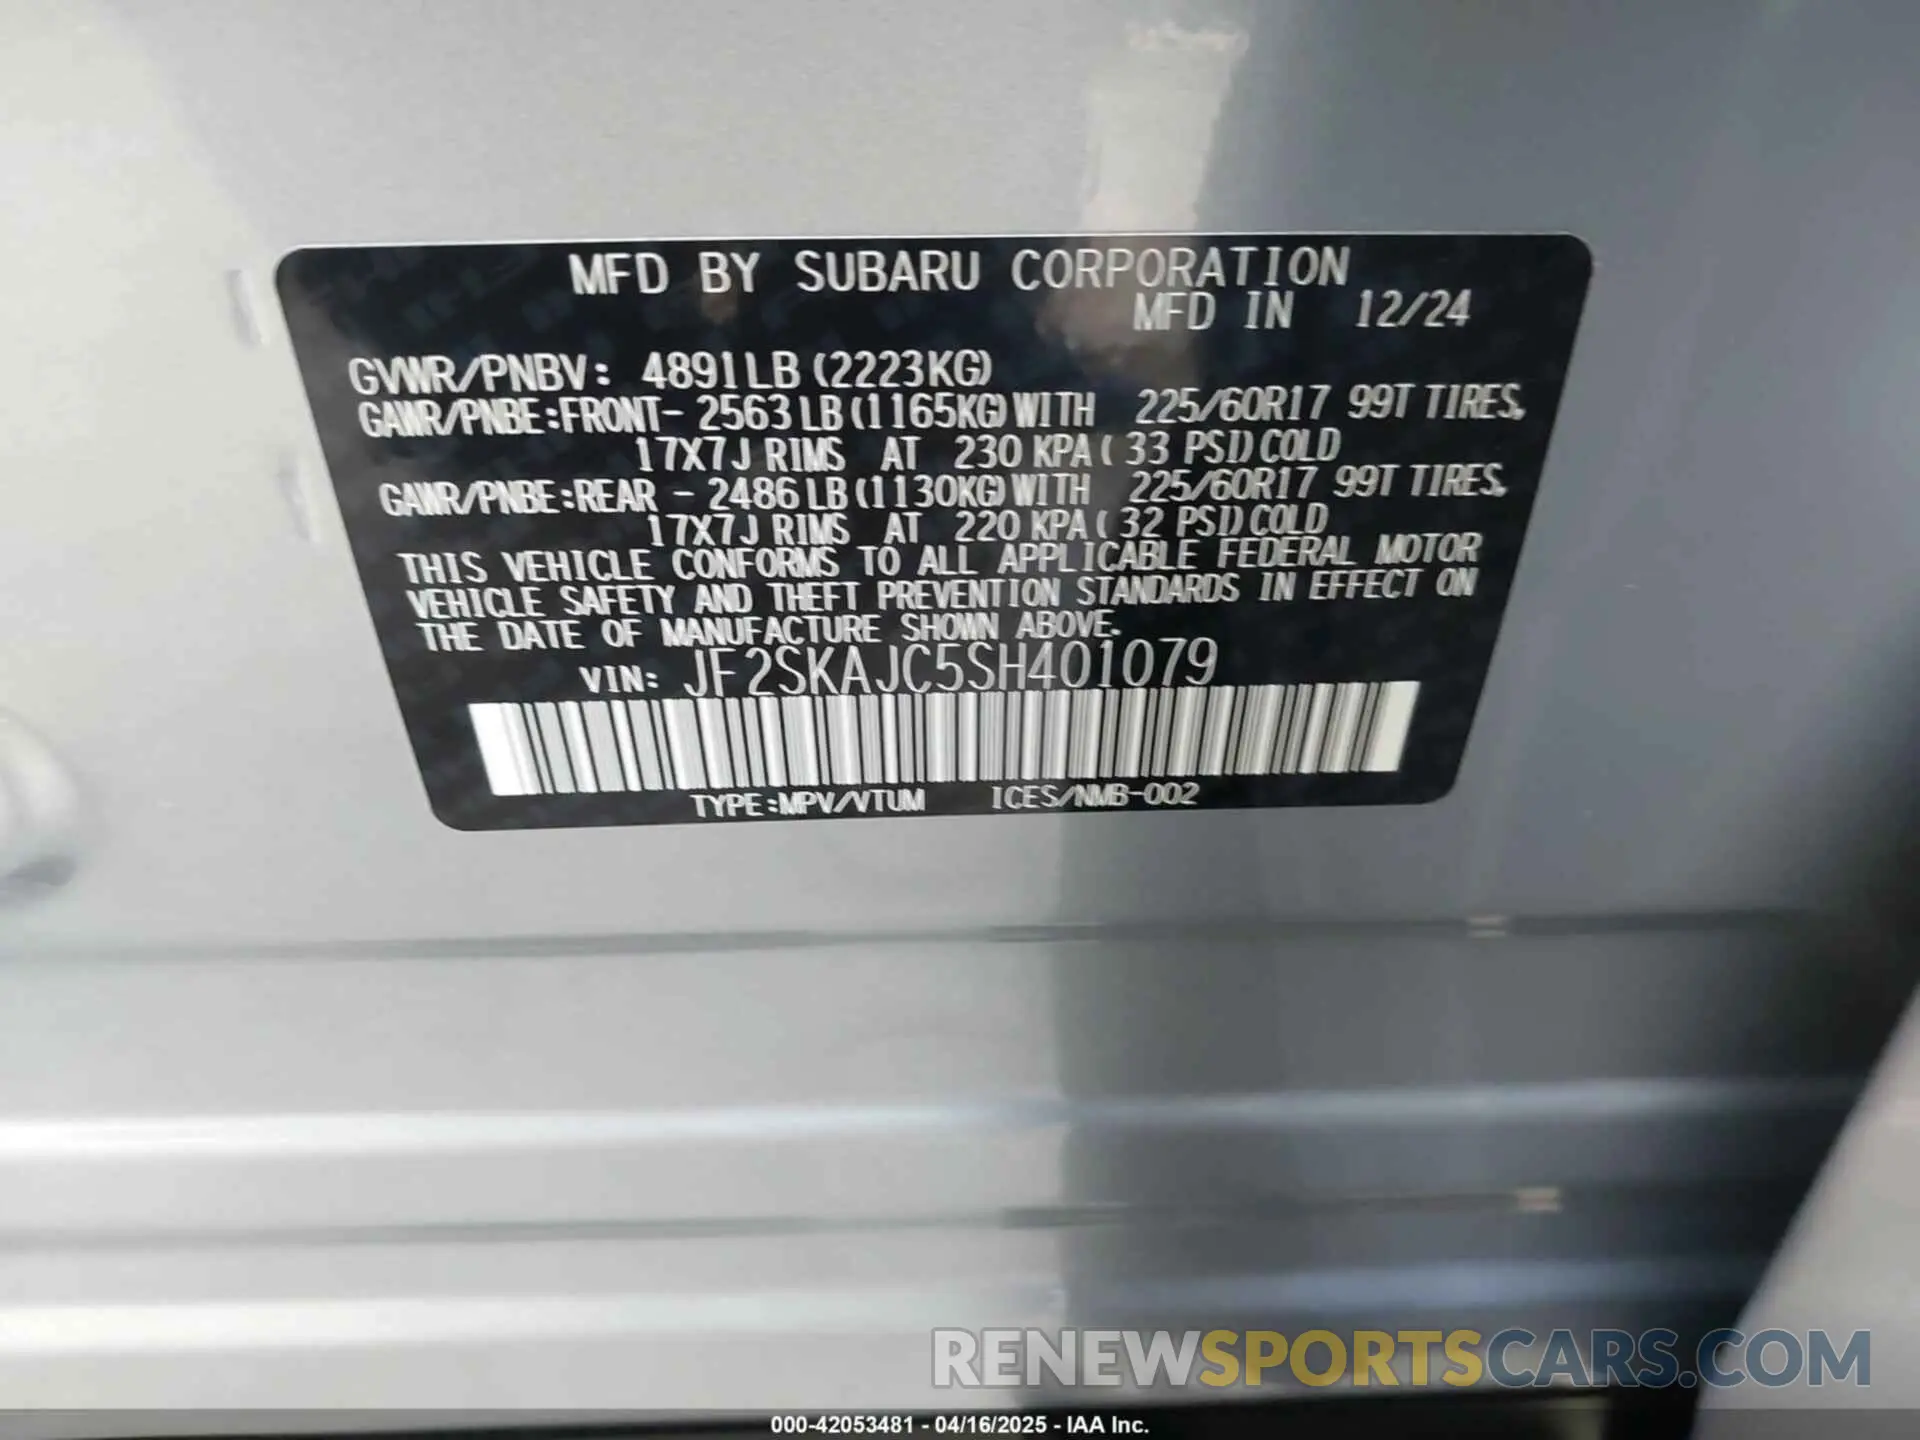 MFD BY SUBARU CORPORATION
MFD IN 12/24
GVWR/PNBV: 4891LB (2223KG)
GAWR/PNBE:FRONT- 2563LB(1165KG)WITH 225/60R17 99T TIRES,
17X7J RIMS AT 230 KPA( 33 PSI)COLD
GAWR/PNBE:REAR - 2486LB(1130KG)WITH 225/60R17 99T TIRES,
17X7J RIMS AT 220 KPA( 32 PSI)COLD
THIS VEHICLE CONFORMS TO ALL APPLICABLE FEDERAL MOTOR
VEHICLE SAFETY AND THEFT PREVENTION STANDARDS IN EFFECT ON
THE DATE OF MANUFACTURE SHOWN ABOVE.
VIN: JF2SKAJC5SH401079
TYPE:MPV/VTUM ICES/NMB-002
RENEWSPORTSCARS.COM
000-42053481 - 04/16/2025 - IAA Inc.